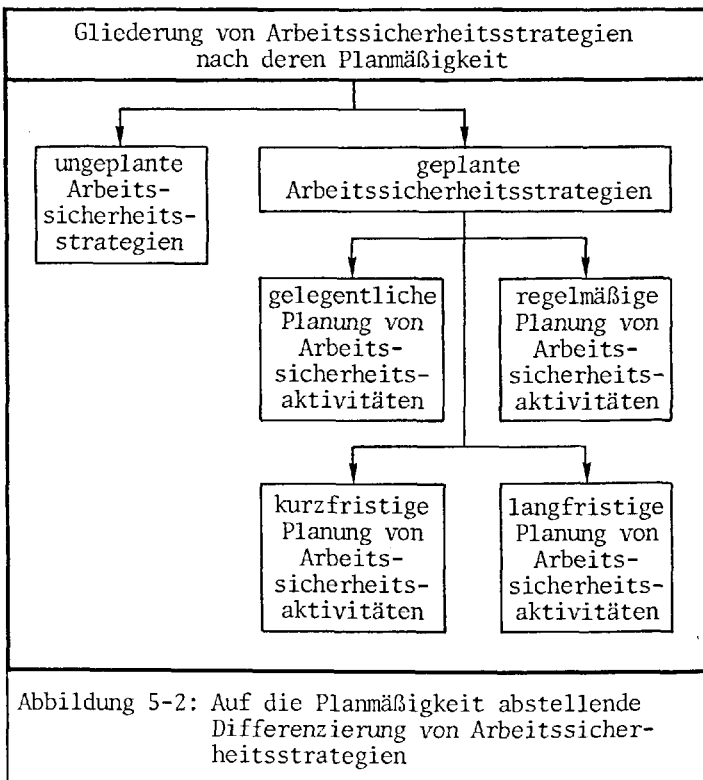 Gliederung von Arbeitssicherheitsstrategien
nach deren Planmäßigkeit
ungeplante
Arbeits-
sicherheits-
strategien
geplante
Arbeitssicherheitsstrategien
gelegentliche
Planung von
Arbeits-
sicherheits-
aktivitäten
regelmäßige
Planung von
Arbeits-
sicherheits-
aktivitäten
kurzfristige
Planung von
Arbeits-
sicherheits-
aktivitäten
langfristige
Planung von
Arbeits-
sicherheits-
aktivitäten
Abbildung 5-2: Auf die Planmäßigkeit abstellende
Differenzierung von Arbeitssicher-
heitsstrategien